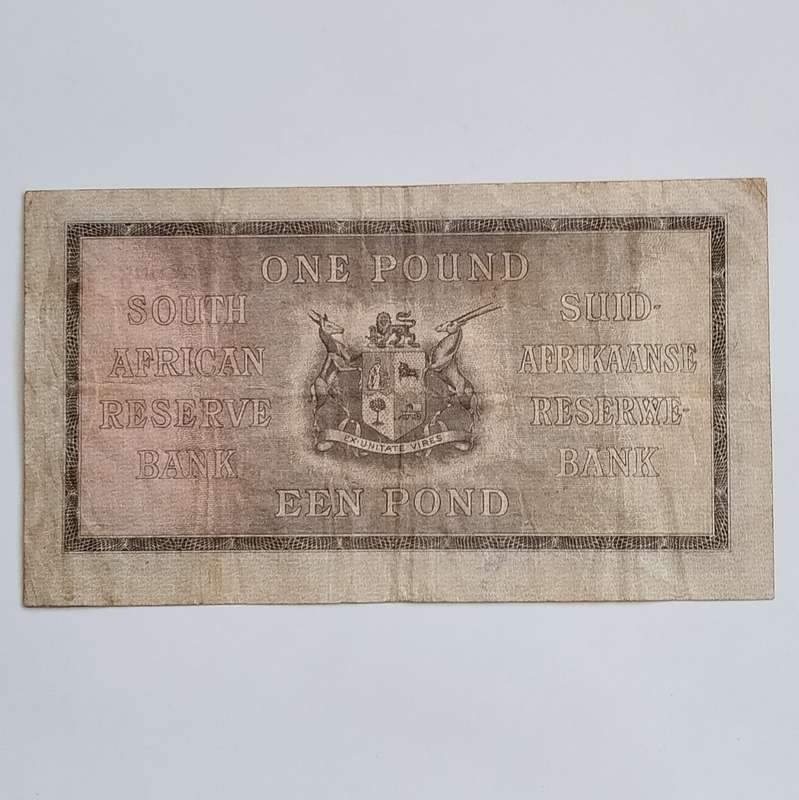 ONE POUND
SOUTH
AFRICAN
RESERVE
BANK
SUID-
AFRIKAANSE
RESERWE-
BANK
EX UNITATE VIRES
EEN POND